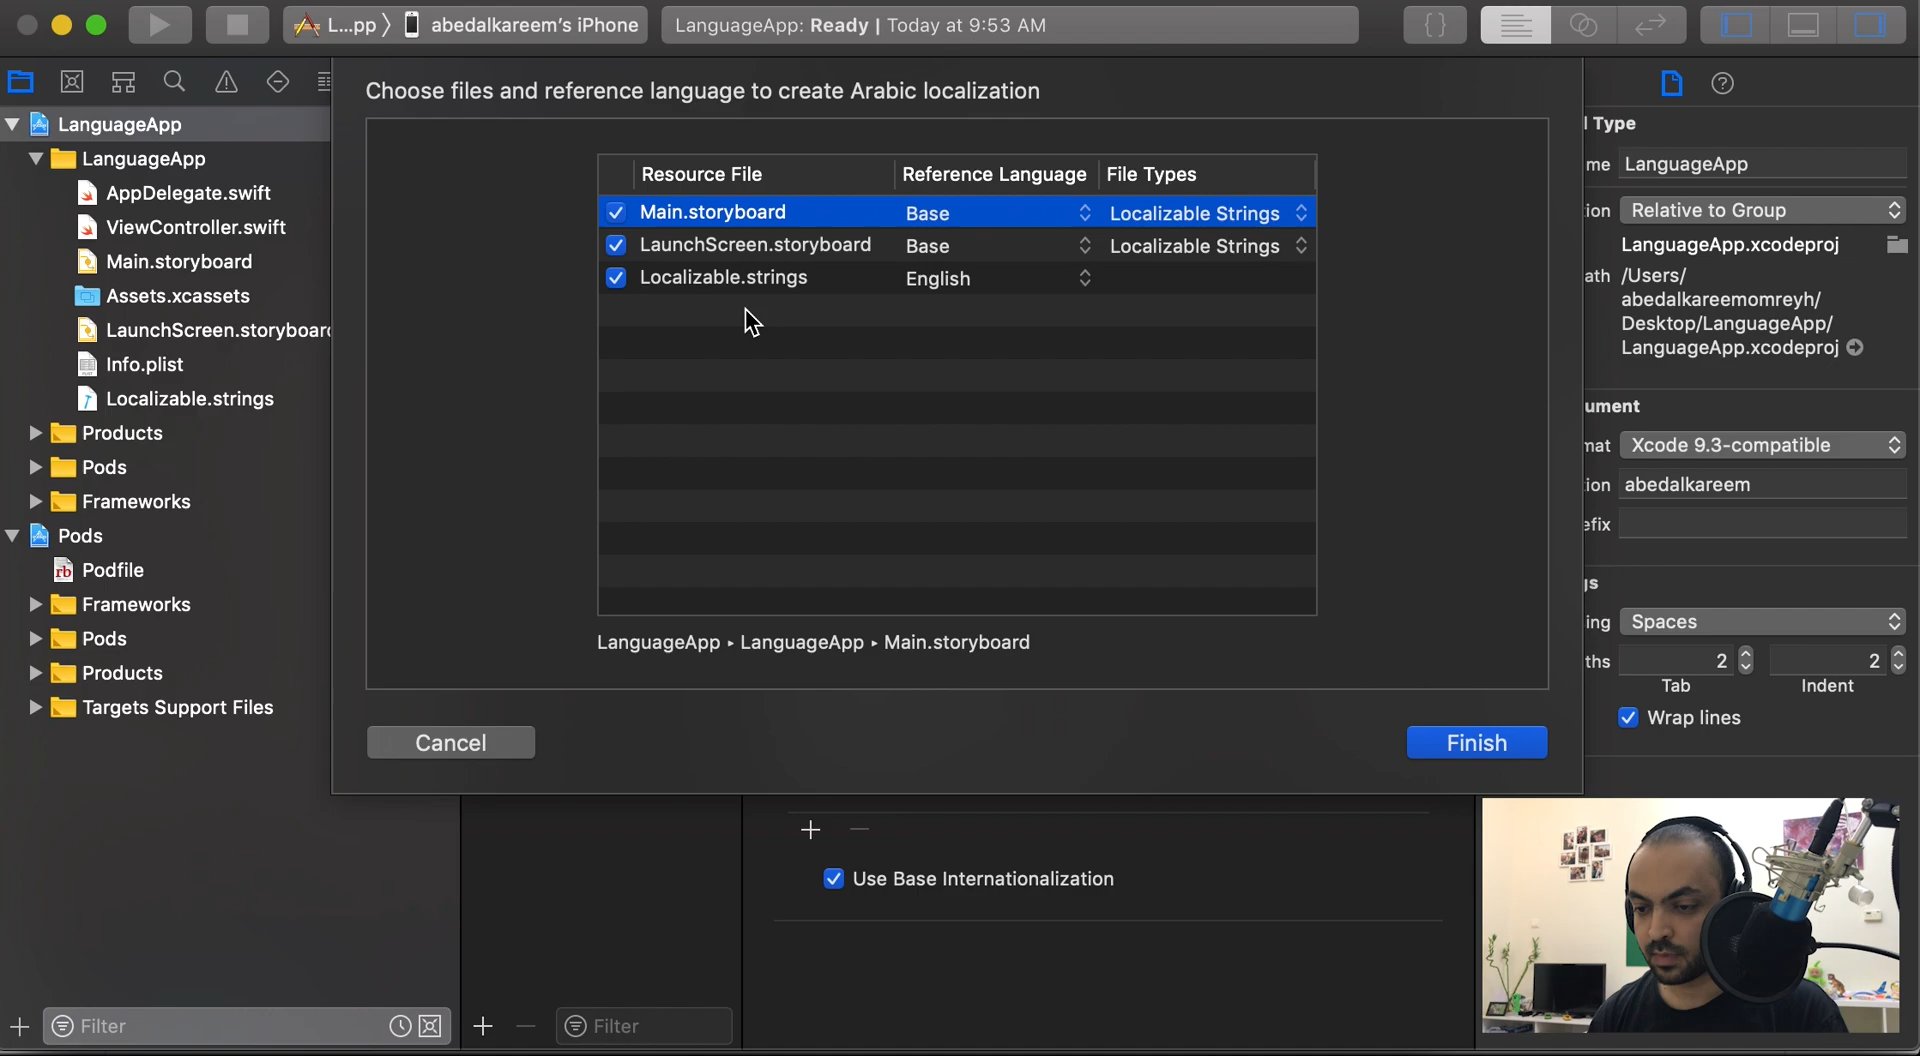 L...pp 〉 abedalkareem's iPhone
LanguageApp: Ready | Today at 9:53 AM
{ }
LanguageApp
LanguageApp
AppDelegate.swift
ViewController.swift
Main.storyboard
Assets.xcassets
LaunchScreen.storyboard
Info.plist
Localizable.strings
Products
Pods
Frameworks
Pods
rb Podfile
Frameworks
Pods
Products
Targets Support Files
Filter
Choose files and reference language to create Arabic localization
Resource File Reference Language File Types
Main.storyboard Base Localizable Strings
LaunchScreen.storyboard Base Localizable Strings
Localizable.strings English
LanguageApp ▸ LanguageApp ▸ Main.storyboard
Cancel Finish
+ −
Use Base Internationalization
+ − Filter
l Type
me LanguageApp
ion Relative to Group
LanguageApp.xcodeproj
ath /Users/
abedalkareemomreyh/
Desktop/LanguageApp/
LanguageApp.xcodeproj
ument
mat Xcode 9.3-compatible
ion abedalkareem
efix
gs
ing Spaces
ths 2 2
Tab Indent
Wrap lines